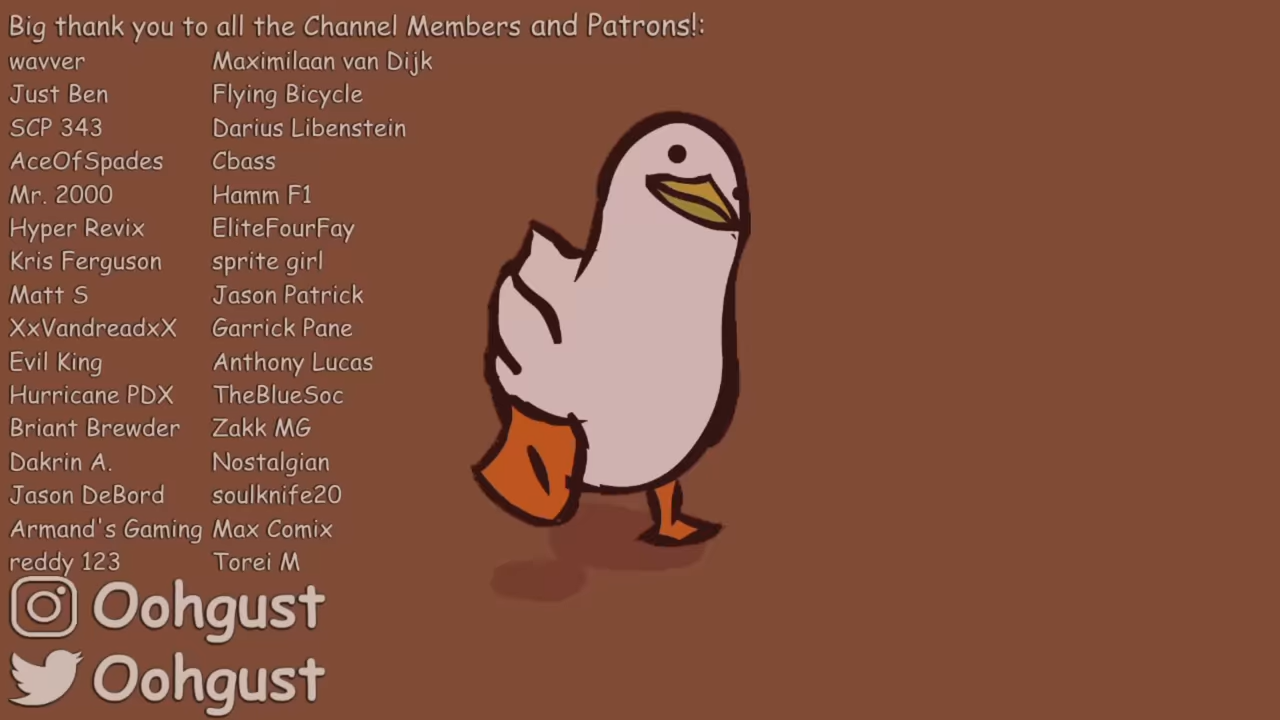 Big thank you to all the Channel Members and Patrons!:
wavver Maximilaan van Dijk
Just Ben Flying Bicycle
SCP 343 Darius Libenstein
AceOfSpades Cbass
Mr. 2000 Hamm F1
Hyper Revix EliteFourFay
Kris Ferguson sprite girl
Matt S Jason Patrick
XxVandreadxX Garrick Pane
Evil King Anthony Lucas
Hurricane PDX TheBlueSoc
Briant Brewder Zakk MG
Dakrin A. Nostalgian
Jason DeBord soulknife20
Armand's Gaming Max Comix
reddy 123 Torei M
Oohgust
Oohgust